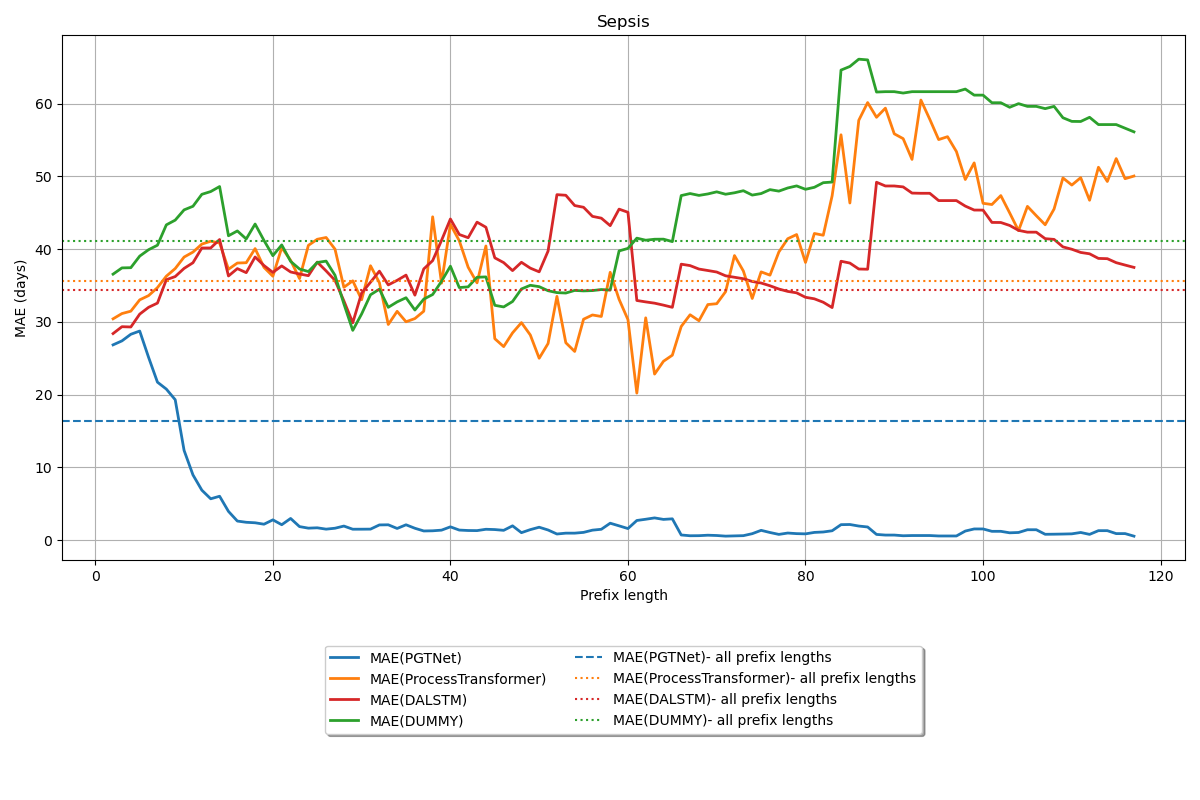 Sepsis
MAE (days)
60
50
40
30
20
10
0
0 20 40 60 80 100 120
Prefix length
MAE(PGTNet)
MAE(ProcessTransformer)
MAE(DALSTM)
MAE(DUMMY)
MAE(PGTNet)- all prefix lengths
MAE(ProcessTransformer)- all prefix lengths
MAE(DALSTM)- all prefix lengths
MAE(DUMMY)- all prefix lengths